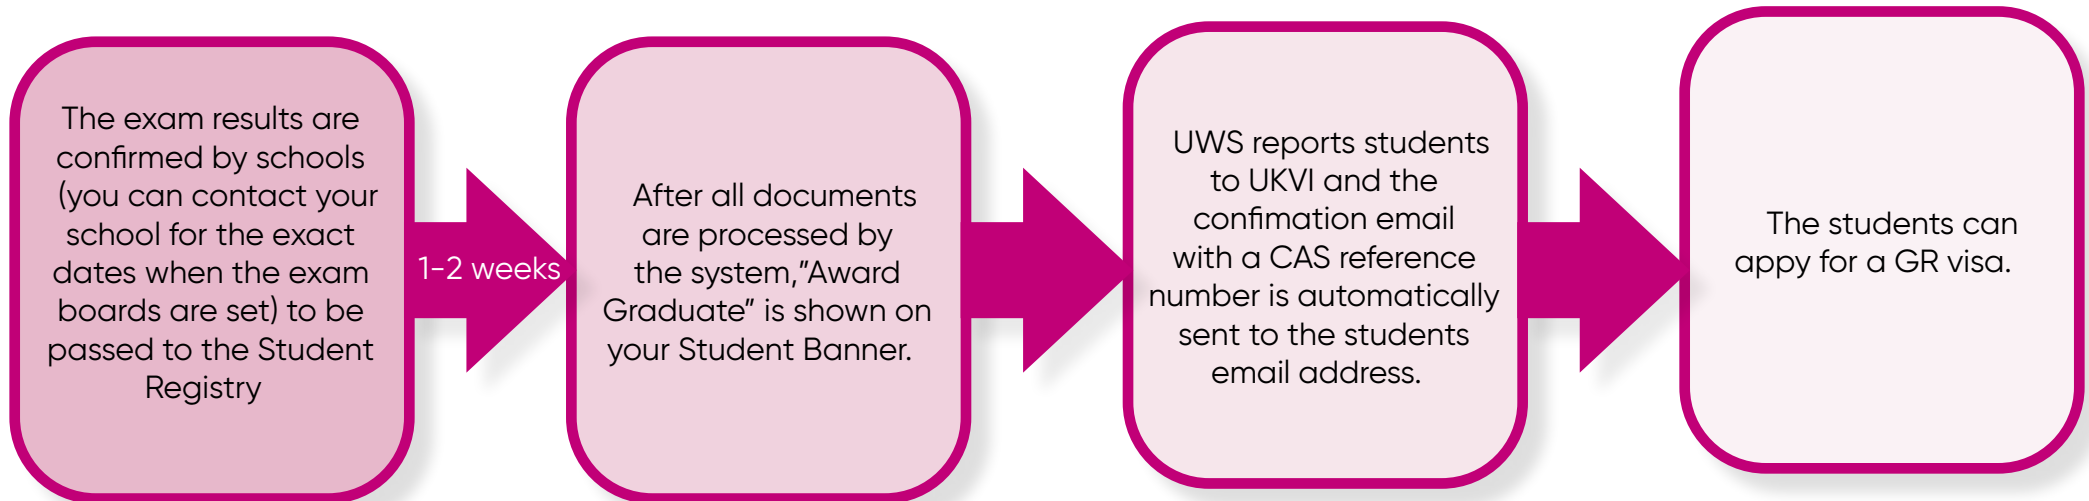 The exam results are
confirmed by schools
(you can contact your
school for the exact
dates when the exam
boards are set) to be
passed to the Student
Registry
1-2 weeks
After all documents
are processed by
the system,"Award
Graduate" is shown on
your Student Banner.
UWS reports students
to UKVI and the
confimation email
with a CAS reference
number is automatically
sent to the students
email address.
The students can
appy for a GR visa.